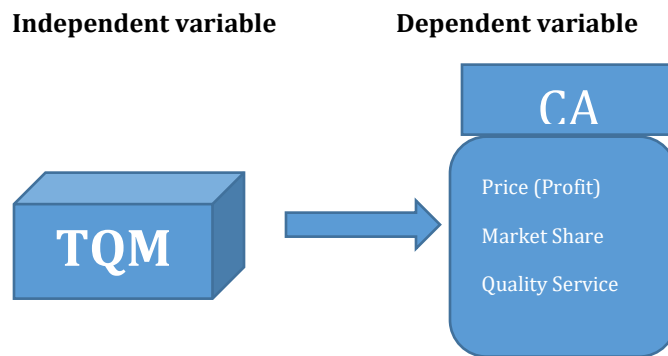 Independent variable
Dependent variable
CA
Price (Profit)
TQM
Market Share
Quality Service